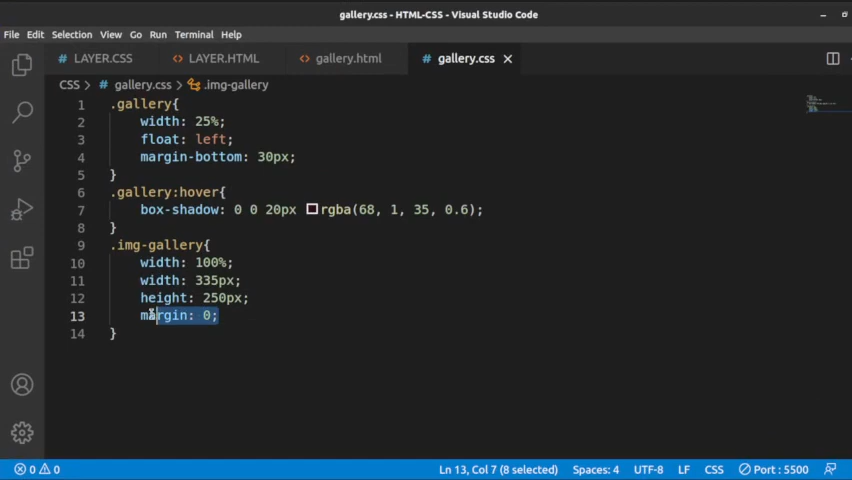 gallery.css - HTML-CSS - Visual Studio Code
File Edit Selection View Go Run Terminal Help
# LAYER.CSS <> LAYER.HTML <> gallery.html # gallery.css
CSS > # gallery.css > .img-gallery
1 .gallery{
2 width: 25%;
3 float: left;
4 margin-bottom: 30px;
5 }
6 .gallery:hover{
7 box-shadow: 0 0 20px rgba(68, 1, 35, 0.6);
8 }
9 .img-gallery{
10 width: 100%;
11 width: 335px;
12 height: 250px;
13 margin: 0;
14 }
0 0 Ln 13, Col 7 (8 selected) Spaces: 4 UTF-8 LF CSS Port : 5500